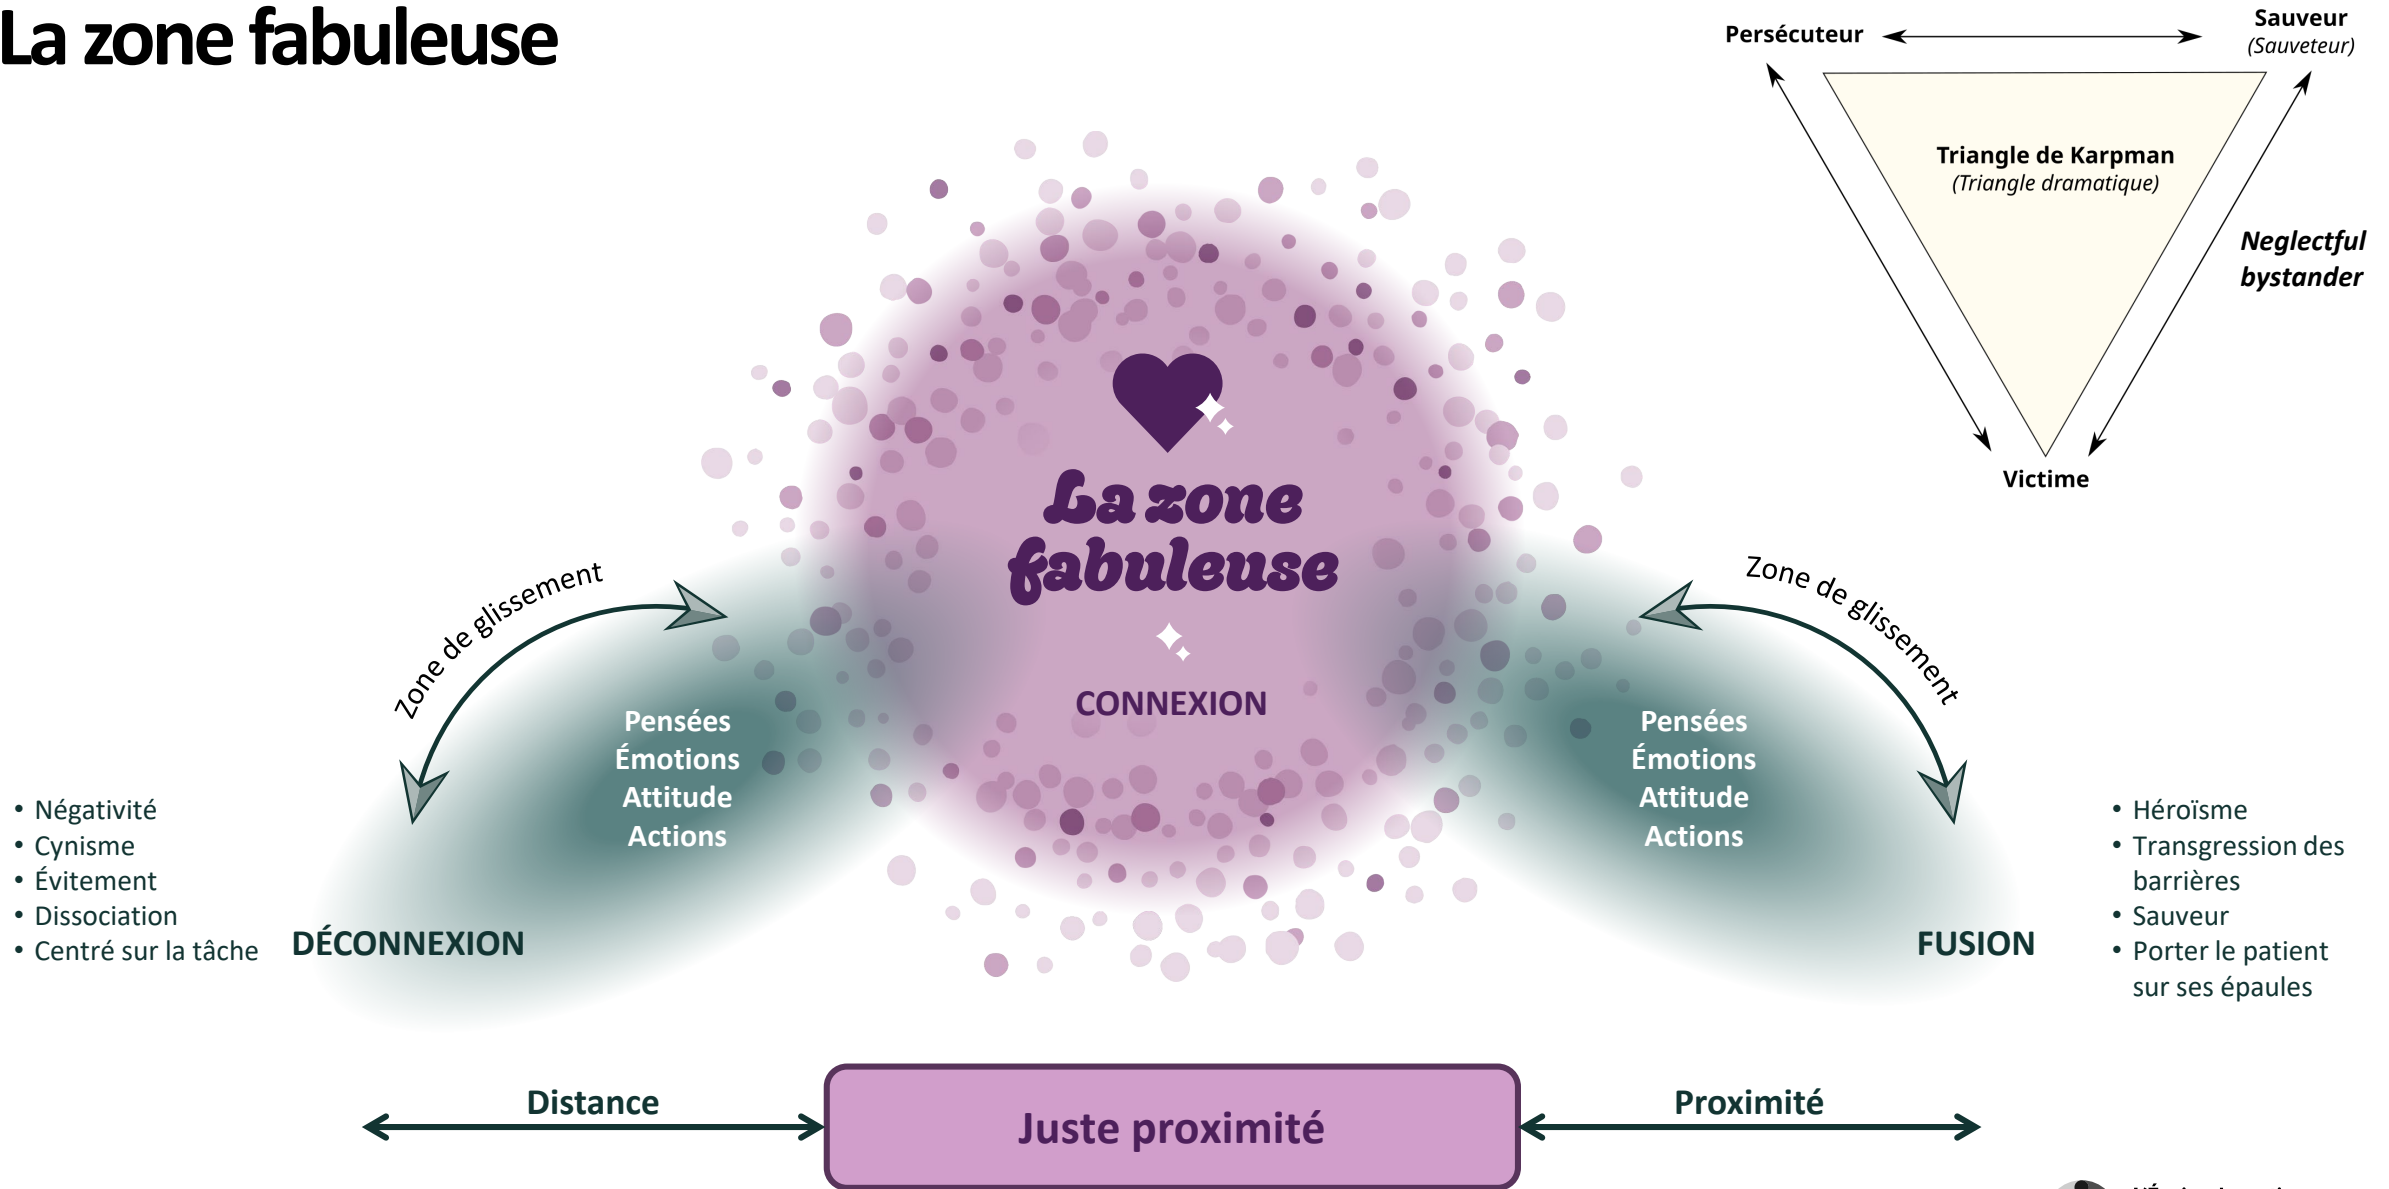 La zone fabuleuse
Persécuteur
Sauveur
(Sauveteur)
Triangle de Karpman
(Triangle dramatique)
Neglectful
bystander
Victime
La zone
fabuleuse
CONNEXION
Zone de glissement
Pensées
Émotions
Attitude
Actions
• Négativité
• Cynisme
• Évitement
• Dissociation
• Centré sur la tâche
DÉCONNEXION
Zone de glissement
Pensées
Émotions
Attitude
Actions
FUSION
• Héroïsme
• Transgression des
barrières
• Sauveur
• Porter le patient
sur ses épaules
Distance
Juste proximité
Proximité